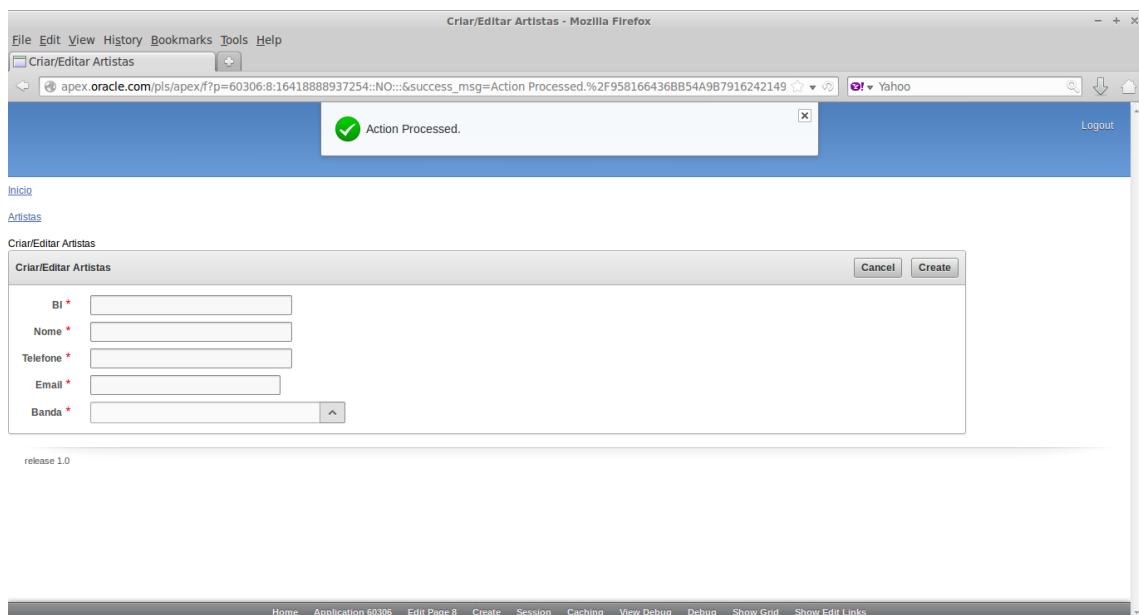 Criar/Editar Artistas - Mozilla Firefox
File Edit View History Bookmarks Tools Help
Criar/Editar Artistas
apex.oracle.com/pls/apex/f?p=60306:8:16418888937254::NO:::&success_msg=Action Processed.%2F958166436BB54A9B7916242149
Yahoo
Action Processed.
Logout
Inicio
Artistas
Criar/Editar Artistas
Criar/Editar Artistas Cancel Create
BI *
Nome *
Telefone *
Email *
Banda *
release 1.0
Home Application 60306 Edit Page 8 Create Session Caching View Debug Debug Show Grid Show Edit Links